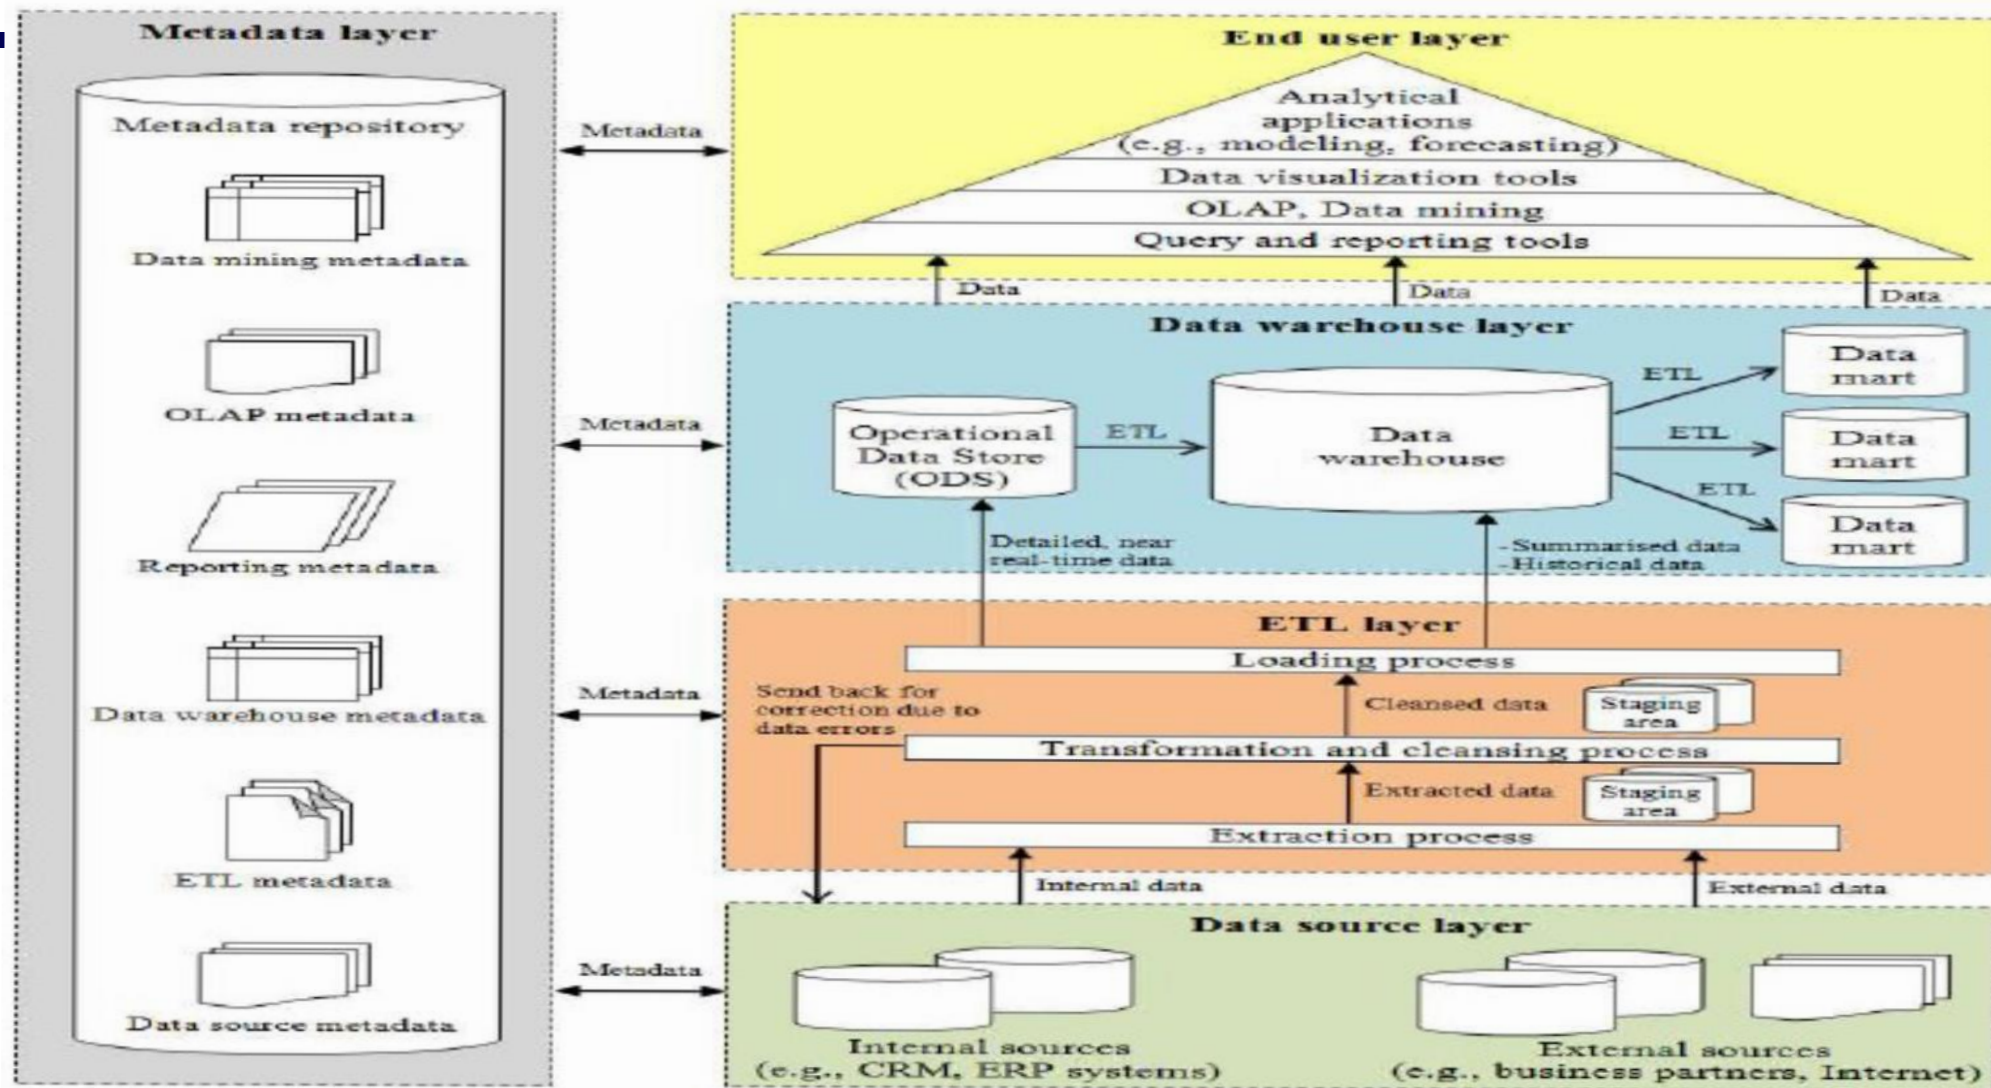 Metadata layer
Metadata repository
Data mining metadata
OLAP metadata
Reporting metadata
Data warehouse metadata
ETL metadata
Data source metadata
Metadata
Metadata
Metadata
Metadata
End user layer
Analytical
applications
(e.g., modeling, forecasting)
Data visualization tools
OLAP, Data mining
Query and reporting tools
Data
Data
Data
Data warehouse layer
Operational
Data Store
(ODS)
ETL
Data
warehouse
ETL
ETL
ETL
Data
mart
Data
mart
Data
mart
Detailed, near
real-time data
-Summarised data
-Historical data
ETL layer
Loading process
Send back for
correction due to
data errors
Cleansed data
Staging
area
Transformation and cleansing process
Extracted data
Staging
area
Extraction process
Internal data
External data
Data source layer
Internal sources
(e.g., CRM, ERP systems)
External sources
(e.g., business partners, Internet)